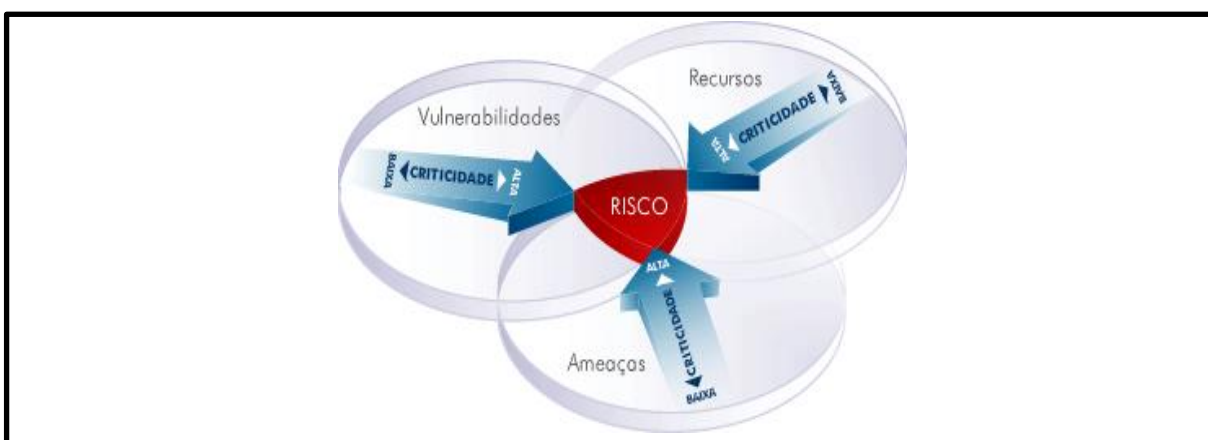 Recursos
BAIXA
CRITICIDADE
ALTA
Vulnerabilidades
BAIXA
CRITICIDADE
ALTA
RISCO
ALTA
CRITICIDADE
BAIXA
Ameaças